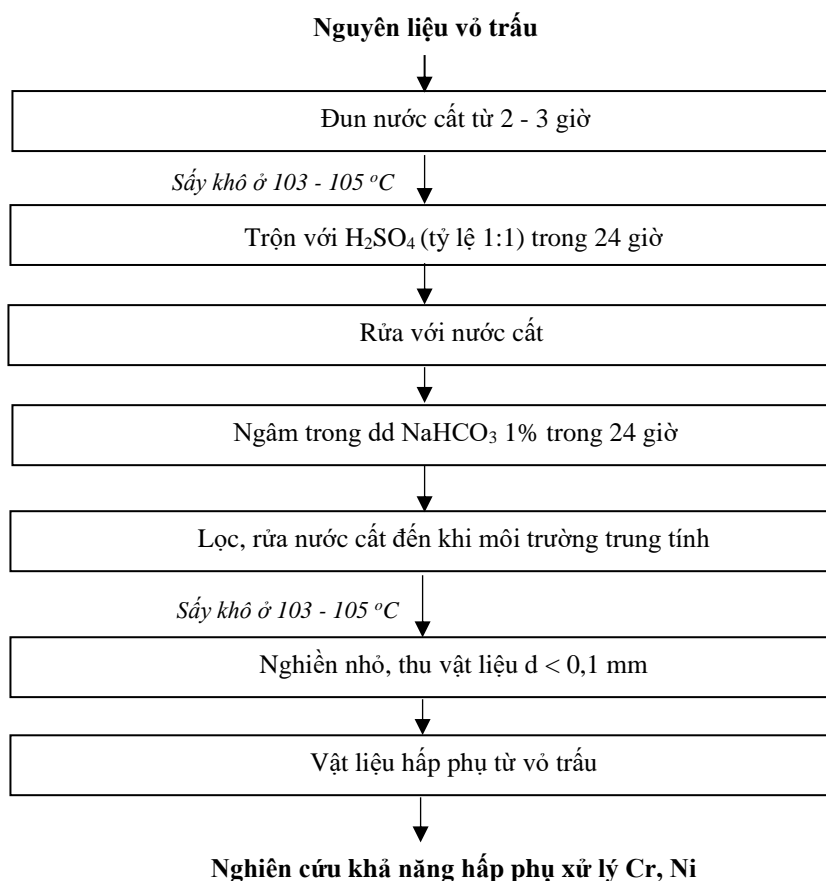 Nguyên liệu vỏ trấu
Đun nước cất từ 2 - 3 giờ
Sấy khô ở 103 - 105 °C
Trộn với H₂SO₄ (tỷ lệ 1:1) trong 24 giờ
Rửa với nước cất
Ngâm trong dd NaHCO₃ 1% trong 24 giờ
Lọc, rửa nước cất đến khi môi trường trung tính
Sấy khô ở 103 - 105 °C
Nghiền nhỏ, thu vật liệu d < 0,1 mm
Vật liệu hấp phụ từ vỏ trấu
Nghiên cứu khả năng hấp phụ xử lý Cr, Ni